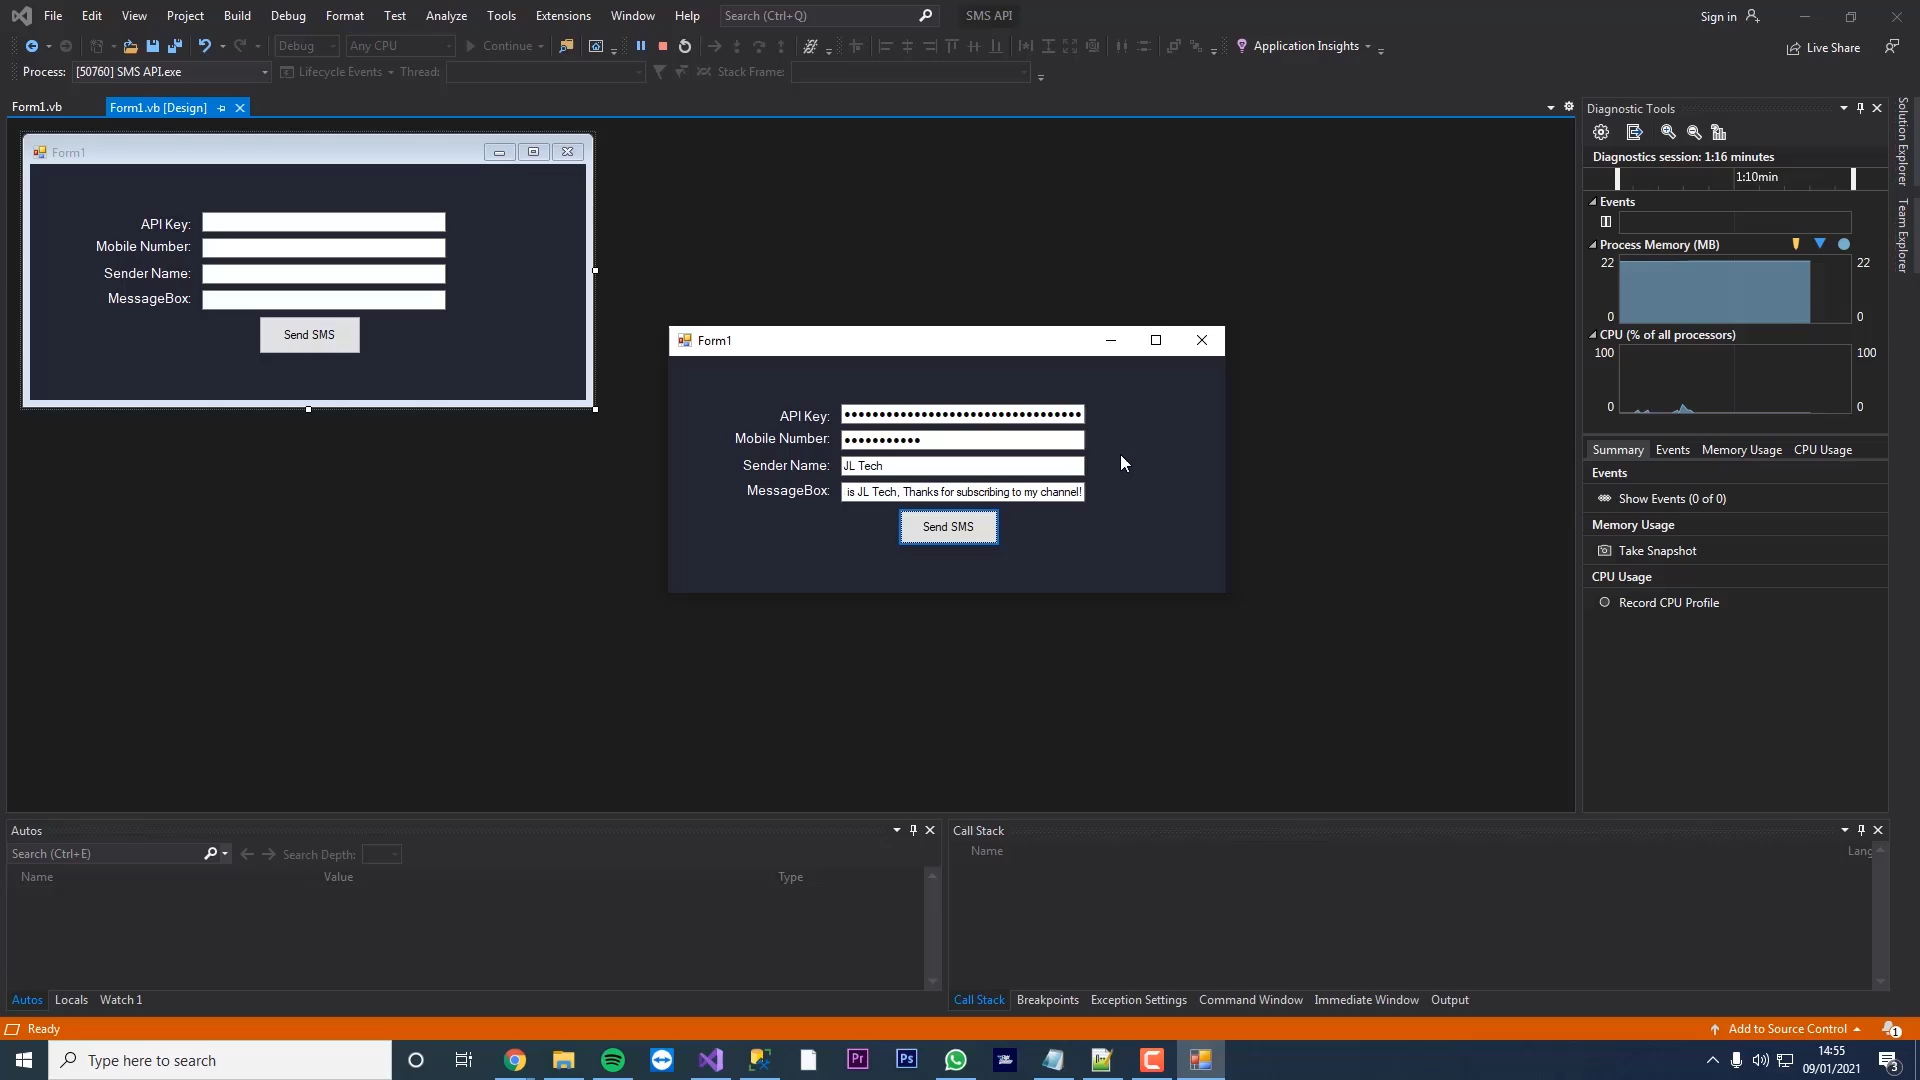 File Edit View Project Build Debug Format Test Analyze Tools Extensions Window Help Search (Ctrl+Q) SMS API Sign in
Debug Any CPU Continue Application Insights Live Share
Process: [50760] SMS API.exe Lifecycle Events Thread: Stack Frame:
Form1.vb Form1.vb [Design]
Form1
API Key:
Mobile Number:
Sender Name:
MessageBox:
Send SMS
Form1
API Key: ••••••••••••••••••••••••••••••••••
Mobile Number: •••••••••••
Sender Name: JL Tech
MessageBox: is JL Tech, Thanks for subscribing to my channel!
Send SMS
Diagnostic Tools
Diagnostics session: 1:16 minutes
1:10min
Events
Process Memory (MB)
22 22
0 0
CPU (% of all processors)
100 100
0 0
Summary Events Memory Usage CPU Usage
Events
Show Events (0 of 0)
Memory Usage
Take Snapshot
CPU Usage
Record CPU Profile
Solution Explorer
Team Explorer
Autos
Search (Ctrl+E) Search Depth:
Name Value Type
Autos Locals Watch 1
Call Stack
Name Lang
Call Stack Breakpoints Exception Settings Command Window Immediate Window Output
Ready Add to Source Control 1
Type here to search Pr Ps
14:55
09/01/2021
3